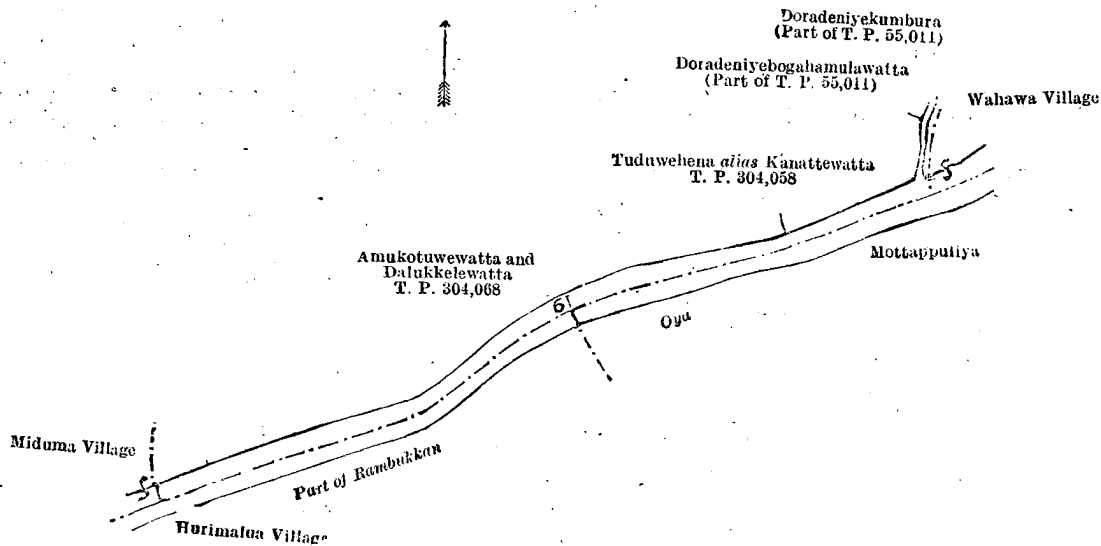 Doradeniyekumbura
(Part of T. P. 55,011)
Doradeniyebogahamulawatta
(Part of T. P. 55,011)
Wahawa Village
Tuduwehena alias Kanattewatta
T. P. 304,058
Mottappuliya
Amukotuwewatta and
Dalukkelewatta
T. P. 304,068
6
Oya
Miduma Village
Part of Rambukkan
Hurimalua Village